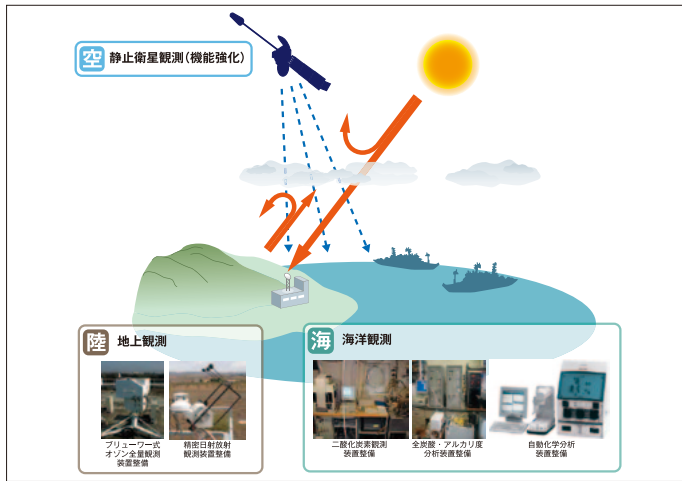 空 静止衛星観測(機能強化)
陸 地上観測
ブリューワー式
オゾン全量観測
装置整備
精密日射放射
観測装置整備
海 海洋観測
二酸化炭素観測
装置整備
全炭酸・アルカリ度
分析装置整備
自動化学分析
装置整備